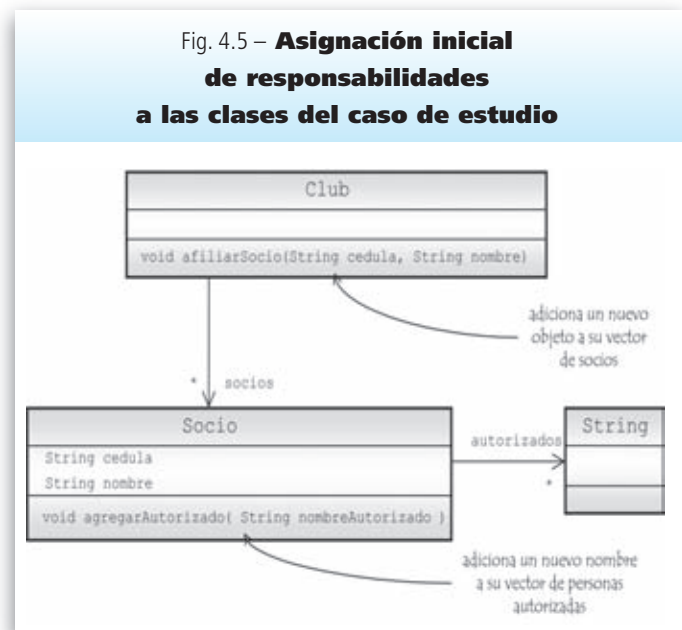 Fig. 4.5 – Asignación inicial
de responsabilidades
a las clases del caso de estudio
Club
void afiliarSocio(String cedula, String nombre)
adiciona un nuevo
objeto a su vector
de socios
* socios
Socio
String cedula
String nombre
void agregarAutorizado( String nombreAutorizado )
autorizados
*
String
adiciona un nuevo nombre
a su vector de personas
autorizadas